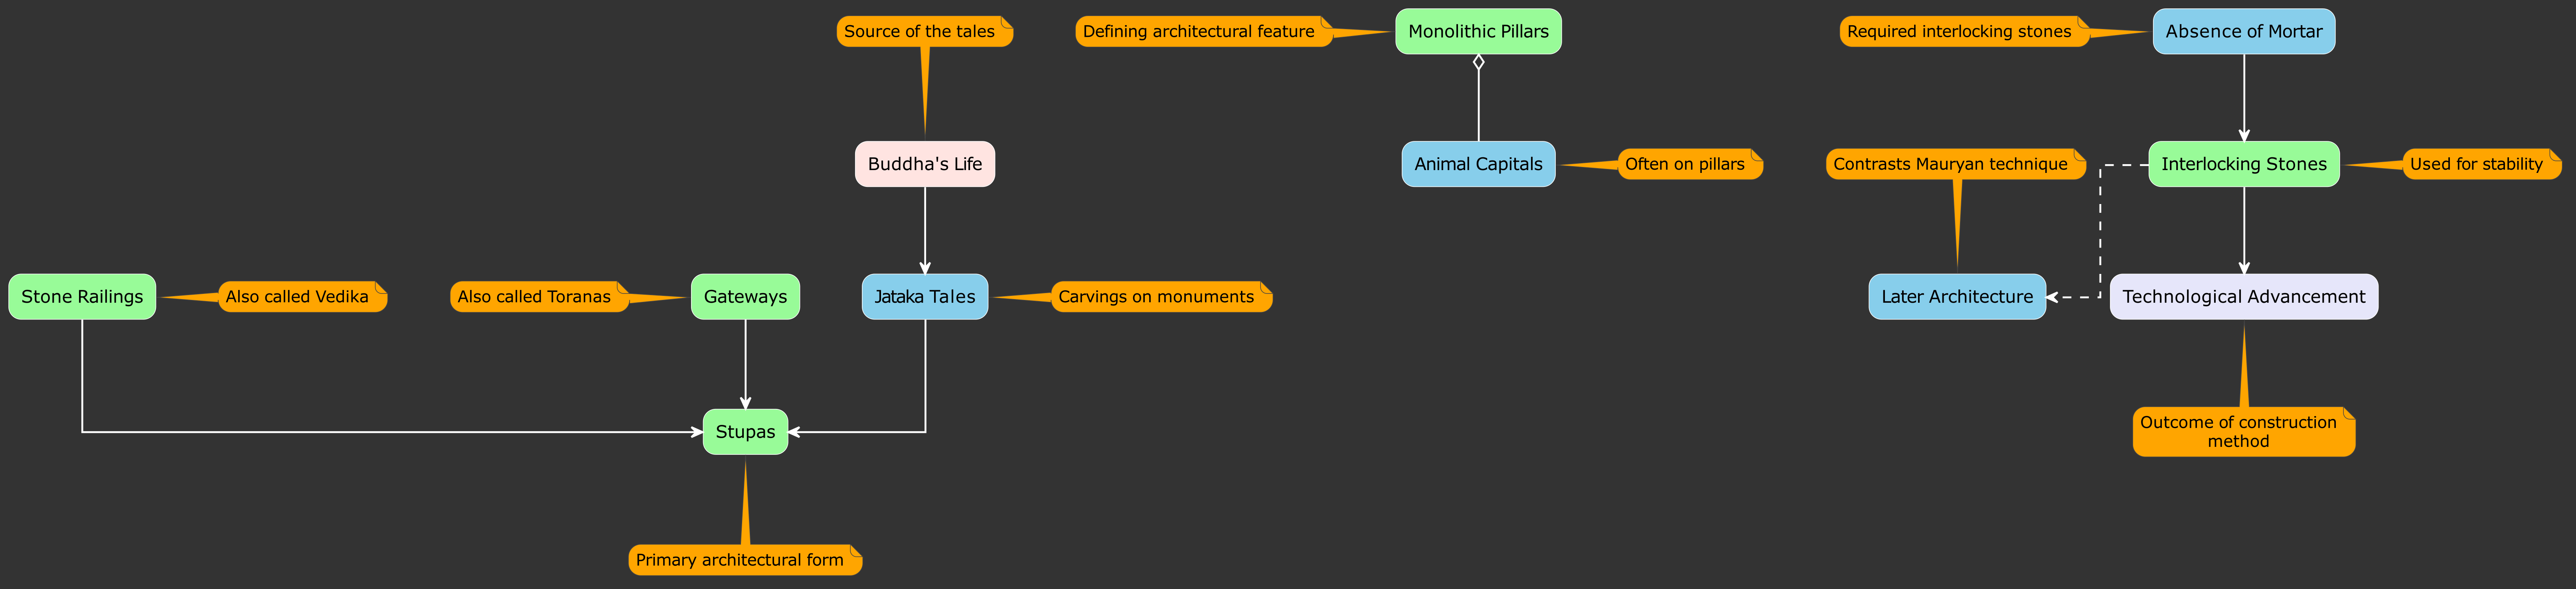 Source of the tales
Defining architectural feature
Monolithic Pillars
Required interlocking stones
Absence of Mortar
Buddha's Life
Animal Capitals
Often on pillars
Contrasts Mauryan technique
Interlocking Stones
Used for stability
Stone Railings
Also called Vedika
Also called Toranas
Gateways
Jataka Tales
Carvings on monuments
Later Architecture
Technological Advancement
Stupas
Outcome of construction
method
Primary architectural form